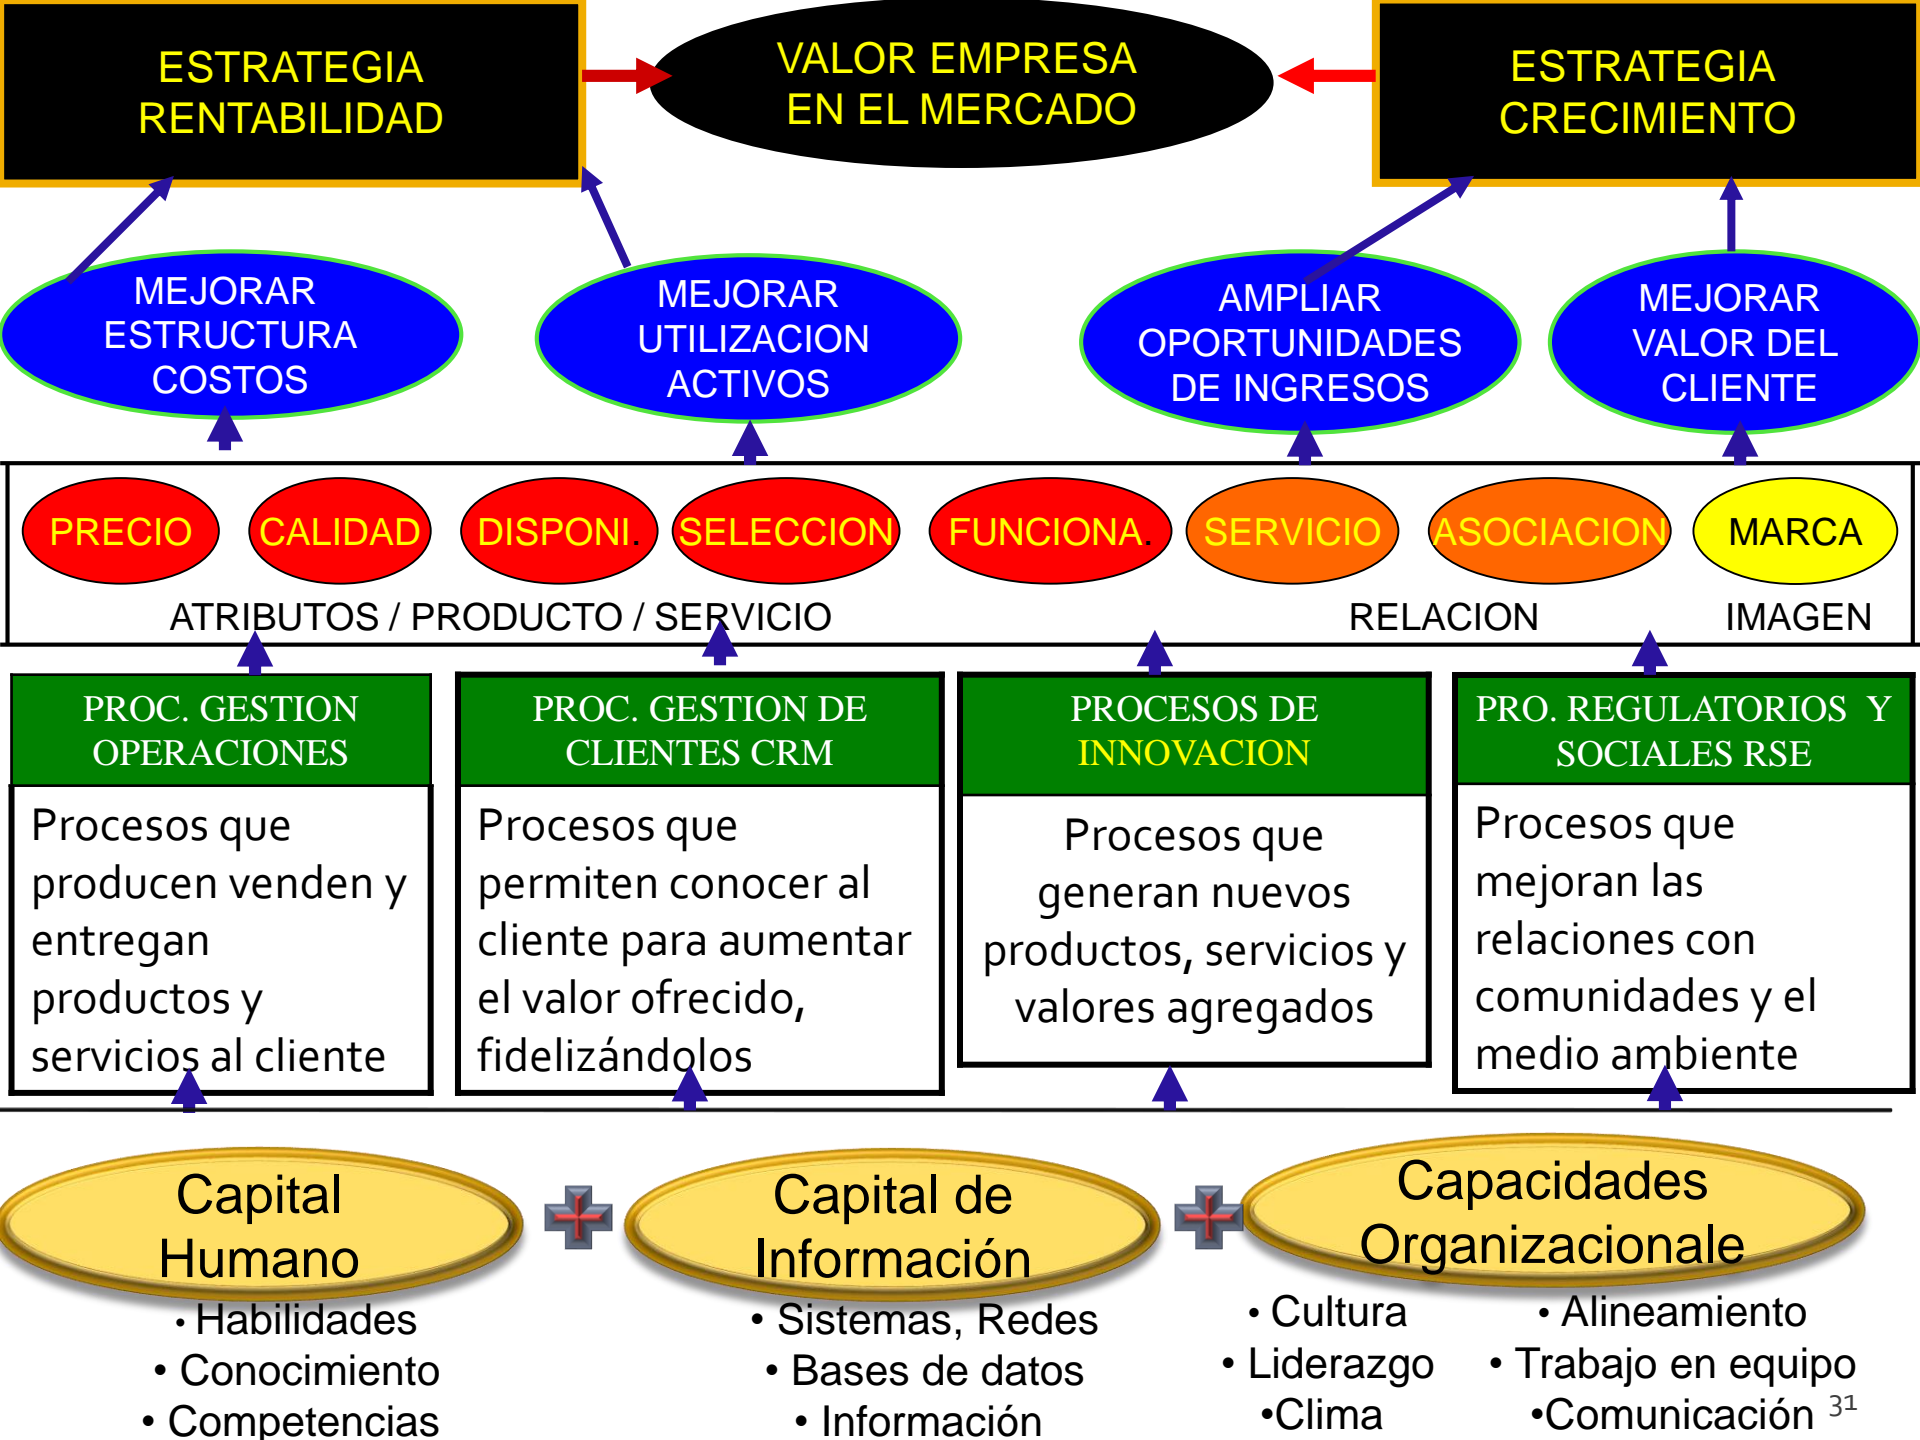 ESTRATEGIA
RENTABILIDAD
VALOR EMPRESA
EN EL MERCADO
ESTRATEGIA
CRECIMIENTO
MEJORAR
ESTRUCTURA
COSTOS
MEJORAR
UTILIZACION
ACTIVOS
AMPLIAR
OPORTUNIDADES
DE INGRESOS
MEJORAR
VALOR DEL
CLIENTE
PRECIO
CALIDAD
DISPONI.
SELECCION
FUNCIONA.
SERVICIO
ASOCIACION
MARCA
ATRIBUTOS / PRODUCTO / SERVICIO
RELACION
IMAGEN
PROC. GESTION
OPERACIONES
Procesos que
producen venden y
entregan
productos y
servicios al cliente
PROC. GESTION DE
CLIENTES CRM
Procesos que
permiten conocer al
cliente para aumentar
el valor ofrecido,
fidelizándolos
PROCESOS DE
INNOVACION
Procesos que
generan nuevos
productos, servicios y
valores agregados
PRO. REGULATORIOS Y
SOCIALES RSE
Procesos que
mejoran las
relaciones con
comunidades y el
medio ambiente
Capital
Humano
• Habilidades
• Conocimiento
• Competencias
Capital de
Información
• Sistemas, Redes
• Bases de datos
• Información
Capacidades
Organizacionale
• Cultura
• Liderazgo
•Clima
• Alineamiento
• Trabajo en equipo
•Comunicación
31